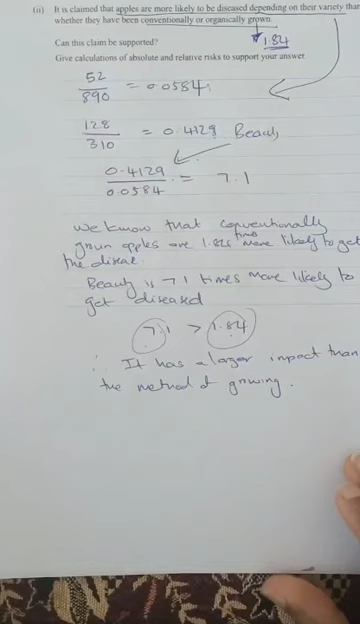 (ii) It is claimed that apples are more likely to be diseased depending on their variety than
whether they have been conventionally or organically grown.
Can this claim be supported?
1.84
Give calculations of absolute and relative risks to support your answer
52/890 = 0.0584
128/310 = 0.4129 Beauty
0.4129/0.0584 = 7.1
We know that conventionally
grown apples are 1.84 times more likely to get
the disease.
Beauty is 7.1 times more likely to
get diseased
7.1 > 1.84
∴ It has a larger impact than
the method of growing.